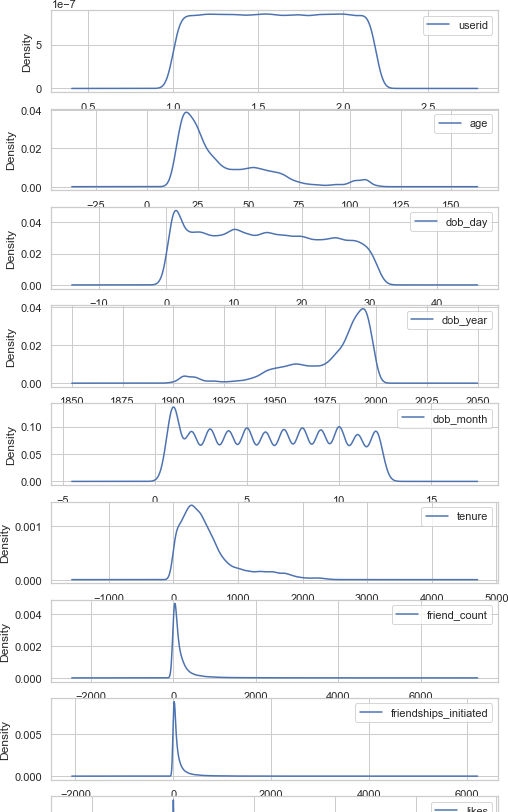 1e−7
userid
Density
5
0
0.5 1.0 1.5 2.0 2.5
0.04
age
Density
0.02
0.00
−25 0 25 50 75 100 125 150
dob_day
Density
0.04
0.02
0.00
−10 0 10 20 30 40
0.04
dob_year
Density
0.02
0.00
1850 1875 1900 1925 1950 1975 2000 2025 2050
dob_month
Density
0.10
0.05
0.00
−5 0 5 10 15
tenure
Density
0.001
0.000
−1000 0 1000 2000 3000 4000 5000
friend_count
Density
0.004
0.002
0.000
−2000 0 2000 4000 6000
friendships_initiated
Density
0.005
0.000
−2000 0 2000 4000 6000
likes